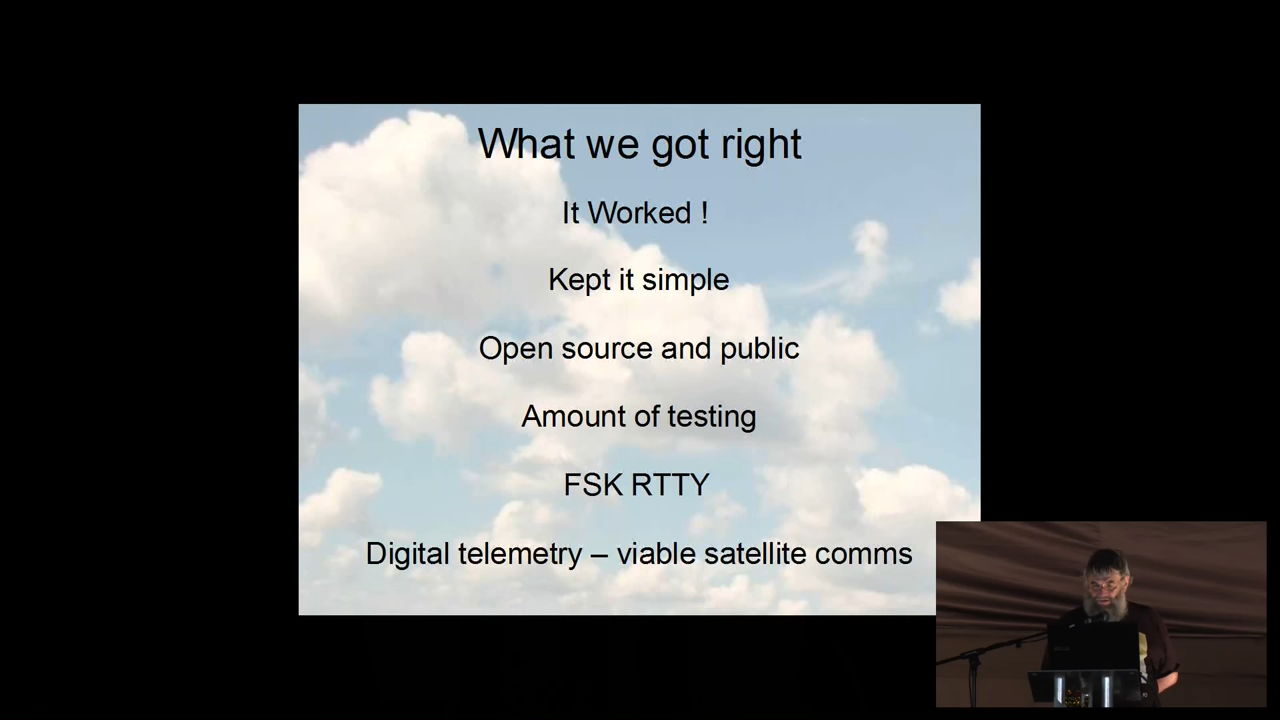 What we got right
It Worked !
Kept it simple
Open source and public
Amount of testing
FSK RTTY
Digital telemetry – viable satellite comms